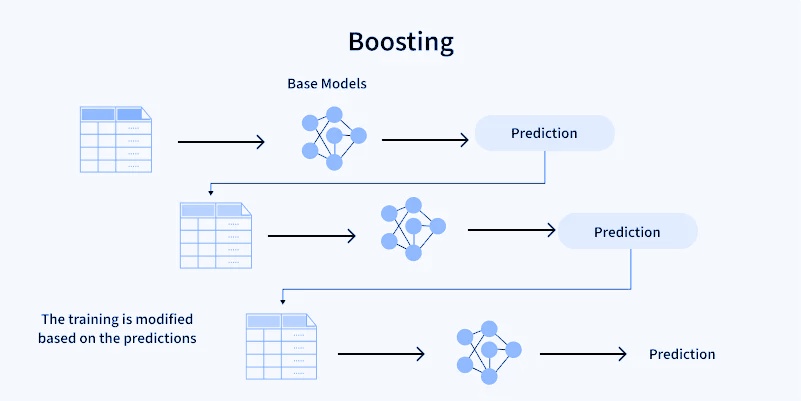 Boosting
Base Models
Prediction
Prediction
The training is modified
based on the predictions
Prediction